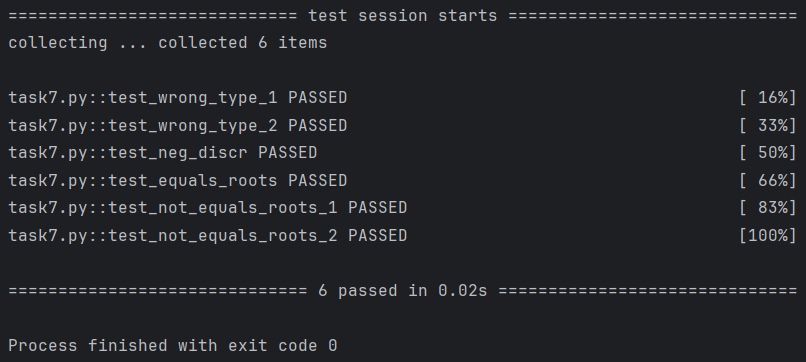 ============================= test session starts =============================
collecting ... collected 6 items
task7.py::test_wrong_type_1 PASSED                                       [ 16%]
task7.py::test_wrong_type_2 PASSED                                       [ 33%]
task7.py::test_neg_discr PASSED                                          [ 50%]
task7.py::test_equals_roots PASSED                                       [ 66%]
task7.py::test_not_equals_roots_1 PASSED                                 [ 83%]
task7.py::test_not_equals_roots_2 PASSED                                 [100%]
============================== 6 passed in 0.02s ==============================
Process finished with exit code 0